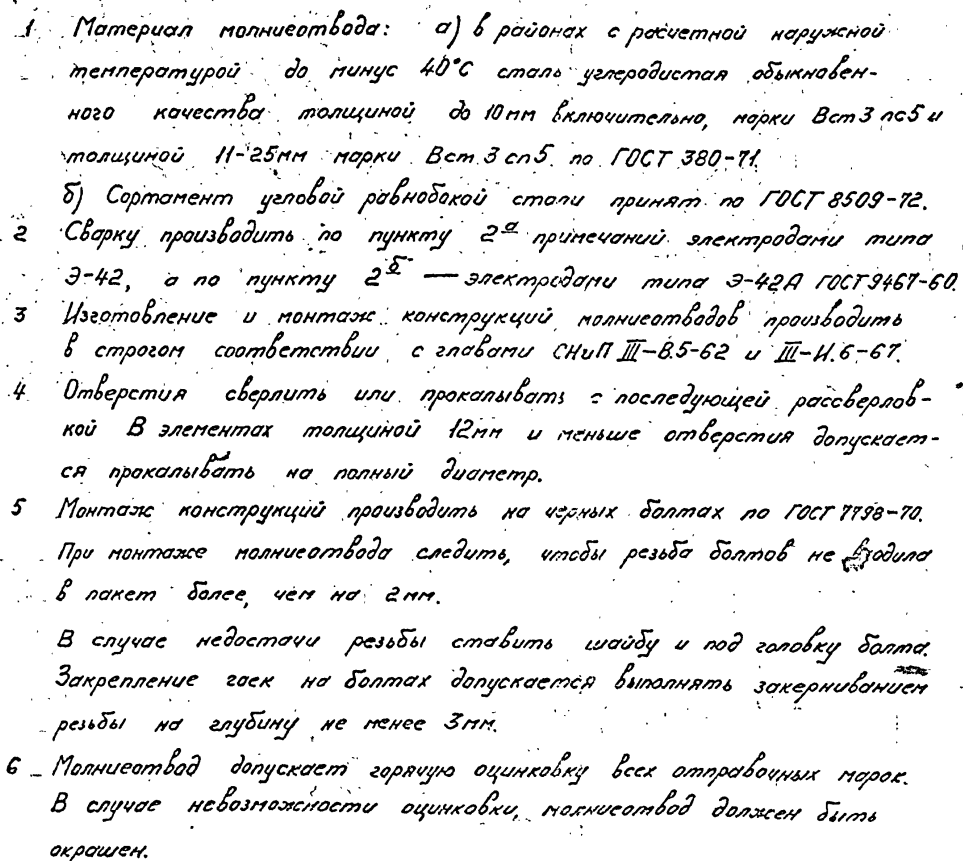 1. Материал молниеотвода: а) в районах с расчетной наружной
температурой до минус 40°С сталь углеродистая обыкновен-
ного качества толщиной до 10мм включительно, марки Вст3пс5 и
толщиной 11-25мм марки Вст.3сп5. по ГОСТ 380-71.
б) Сортамент угловой равнобокой стали принят по ГОСТ 8509-72.
2 Сварку производить по пункту 2а примечаний электродами типа
Э-42, а по пункту 2б — электродами типа Э-42А ГОСТ 9467-60.
3 Изготовление и монтаж конструкций молниеотводов производить
в строгом соответствии с главами СНиП III-В.5-62 и III-И.6-67.
4 Отверстия сверлить или прокалывать с последующей рассверлов-
кой В элементах толщиной 12мм и меньше отверстия допускает-
ся прокалывать на полный диаметр.
5 Монтаж конструкций производить на черных болтах по ГОСТ 7798-70.
При монтаже молниеотвода следить, чтобы резьба болтов не входила
в пакет более, чем на 2мм.
В случае недостачи резьбы ставить шайбу и под головку болта.
Закрепление гаек на болтах допускается выполнять закерниванием
резьбы на глубину не менее 3мм.
6 Молниеотвод допускает горячую оцинковку всех отправочных марок.
В случае невозможности оцинковки, молниеотвод должен быть
окрашен.